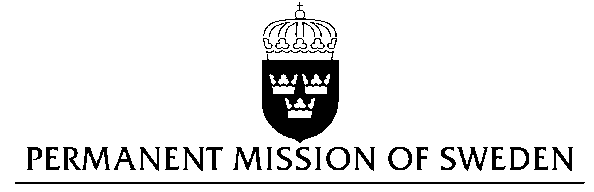 PERMANENT MISSION OF SWEDEN